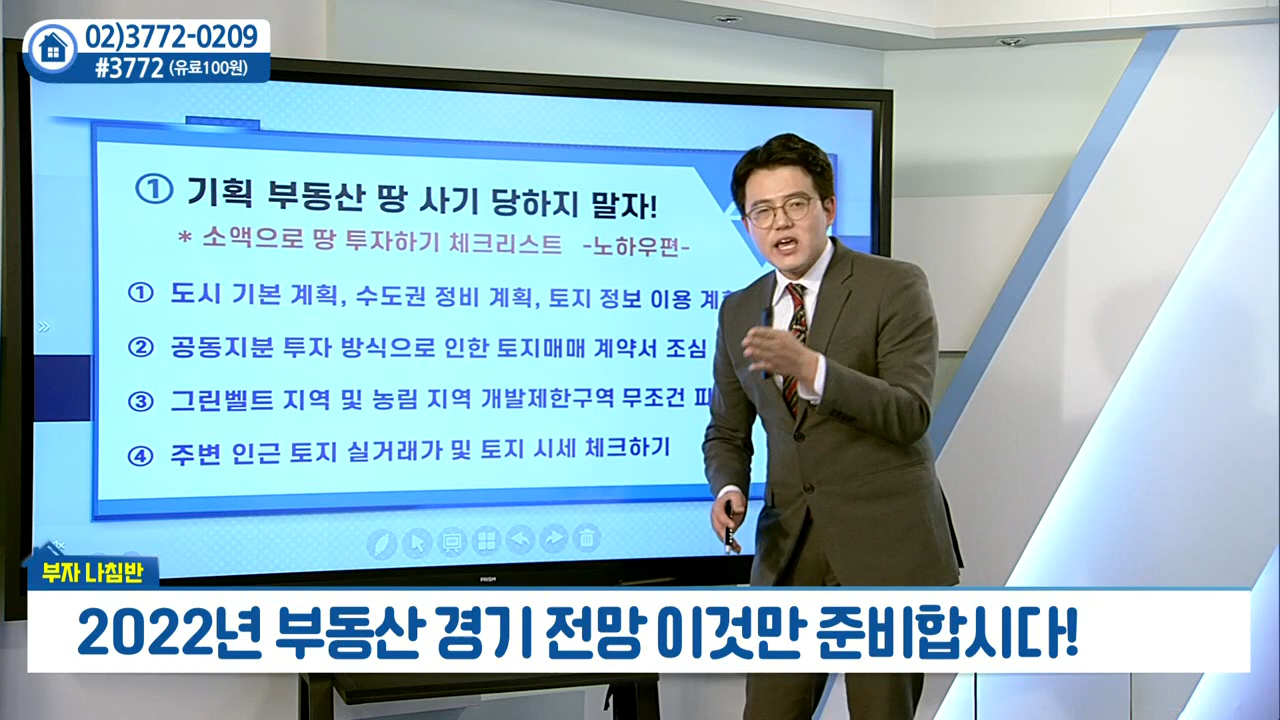 02)3772-0209
#3772 (유료100원)
① 기획 부동산 땅 사기 당하지 말자!
* 소액으로 땅 투자하기 체크리스트 -노하우편-
① 도시 기본 계획, 수도권 정비 계획, 토지 정보 이용
② 공동지분 투자 방식으로 인한 토지매매 계약서 조심
③ 그린벨트 지역 및 농림 지역 개발제한구역 무조건
④ 주변 인근 토지 실거래가 및 토지 시세 체크하기
PRISM
부자 나침반
2022년 부동산 경기 전망 이것만 준비합시다!